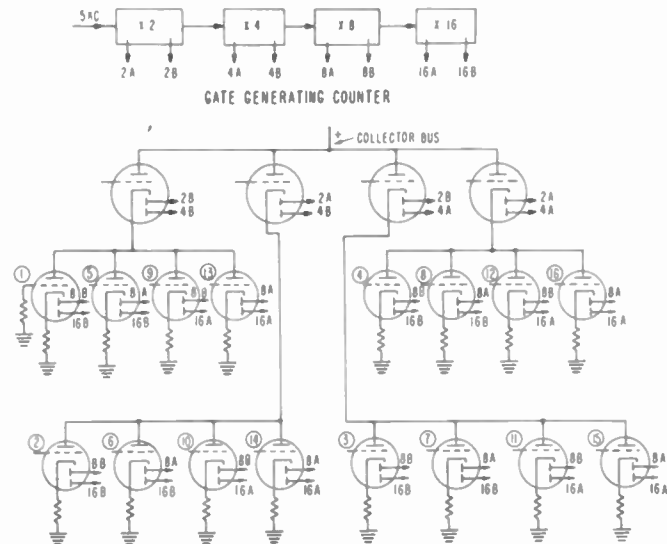 5KC
X 2
X 4
X 8
X 16
2A 2B 4A 4B 8A 8B 16A 16B
GATE GENERATING COUNTER
+ COLLECTOR BUS
2B 2A 2B 2A
4B 4B 4A 4A
1 5 9 13 4 8 12 16
8B 8A 8B 8A 8B 8A 8B 8A
16B 16B 16A 16A 16B 16B 16A 16A
2 6 10 14 3 7 11 15
8B 8A 8B 8A 8B 8A 8B 8A
16B 16B 16A 16A 16B 16B 16A 16A